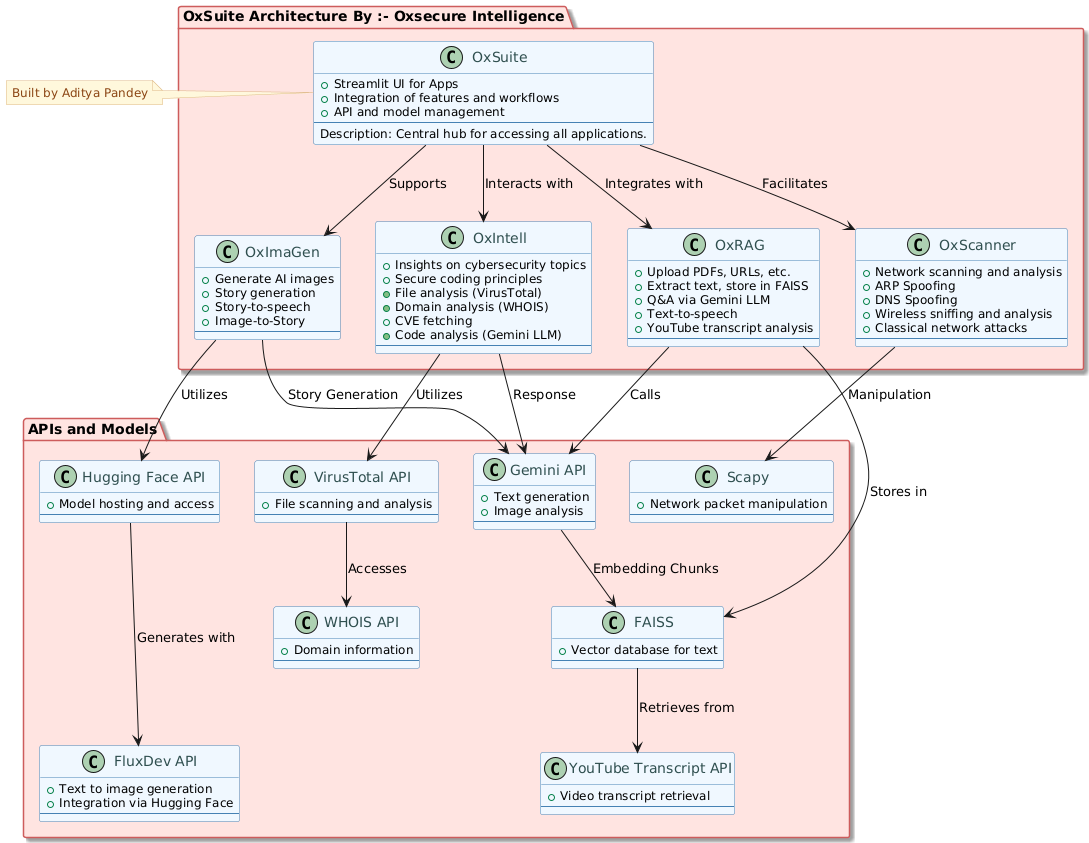 OxSuite Architecture By :- Oxsecure Intelligence
C OxSuite
Streamlit UI for Apps
Integration of features and workflows
API and model management
Description: Central hub for accessing all applications.
Built by Aditya Pandey
Supports
Interacts with
Integrates with
Facilitates
C OxImaGen
Generate AI images
Story generation
Story-to-speech
Image-to-Story
C OxIntell
Insights on cybersecurity topics
Secure coding principles
File analysis (VirusTotal)
Domain analysis (WHOIS)
CVE fetching
Code analysis (Gemini LLM)
C OxRAG
Upload PDFs, URLs, etc.
Extract text, store in FAISS
Q&A via Gemini LLM
Text-to-speech
YouTube transcript analysis
C OxScanner
Network scanning and analysis
ARP Spoofing
DNS Spoofing
Wireless sniffing and analysis
Classical network attacks
Utilizes
Story Generation
Utilizes
Response
Calls
Manipulation
Stores in
APIs and Models
C Hugging Face API
Model hosting and access
C VirusTotal API
File scanning and analysis
C Gemini API
Text generation
Image analysis
C Scapy
Network packet manipulation
Generates with
Accesses
Embedding Chunks
C WHOIS API
Domain information
C FAISS
Vector database for text
Retrieves from
C FluxDev API
Text to image generation
Integration via Hugging Face
C YouTube Transcript API
Video transcript retrieval